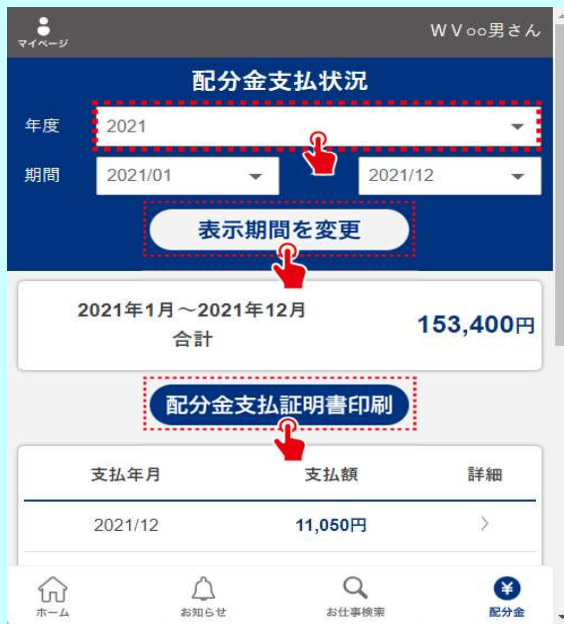 マイページ
ＷＶ○○男さん
配分金支払状況
年度 2021
期間 2021/01 2021/12
表示期間を変更
2021年1月～2021年12月
合計
153,400円
配分金支払証明書印刷
支払年月 支払額 詳細
2021/12 11,050円
ホーム お知らせ お仕事検索 配分金